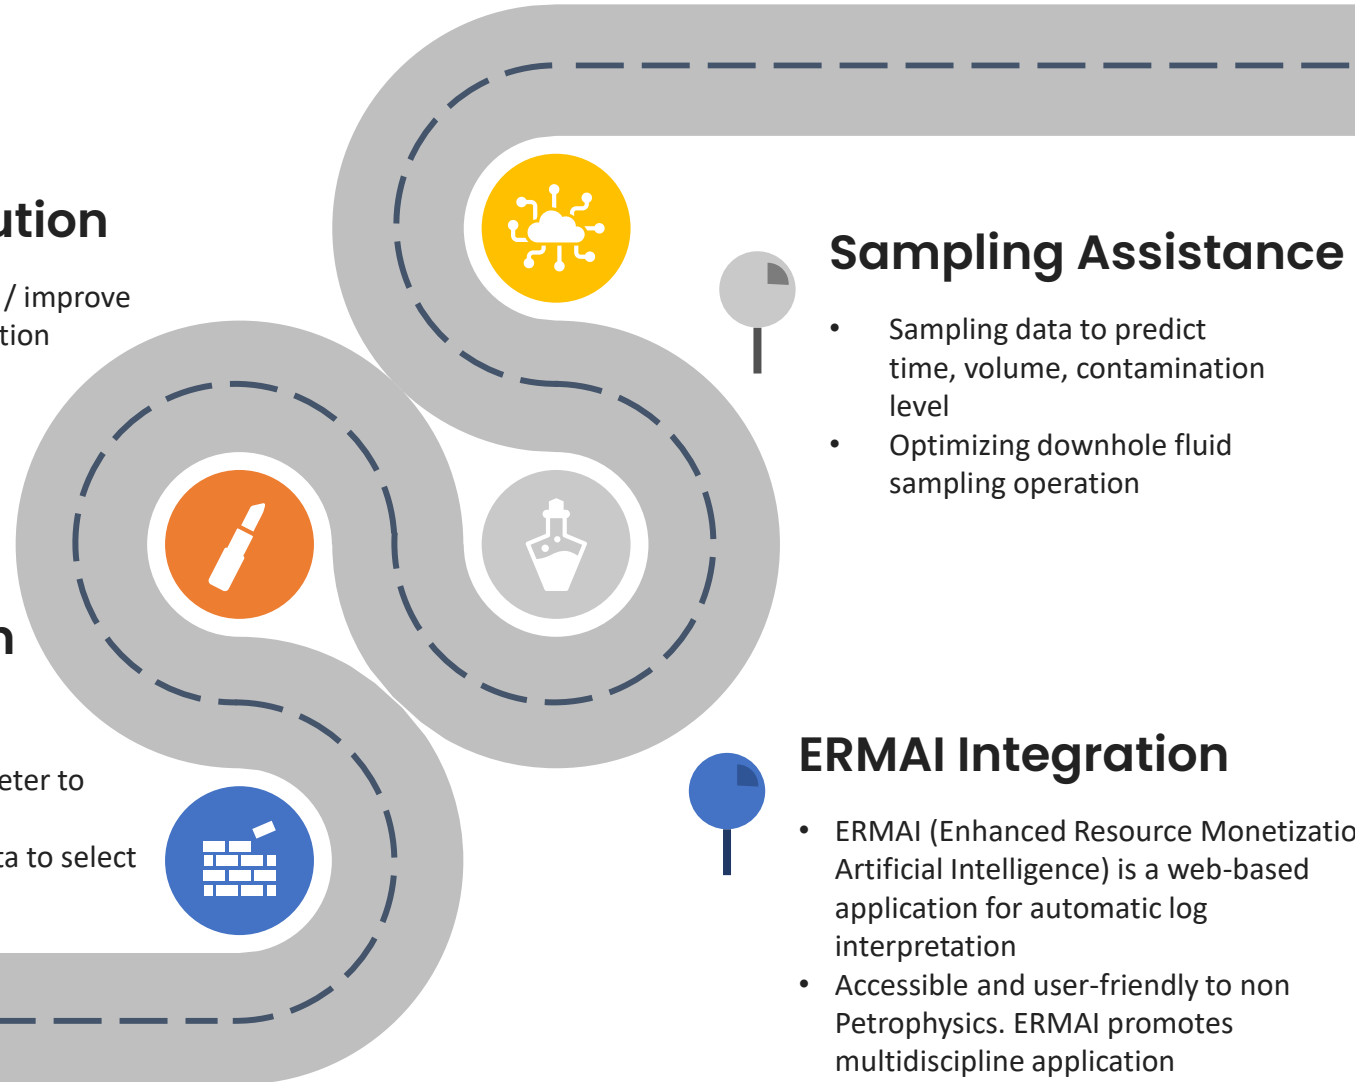 ution
/ improve
tion
n
eter to
ta to select
Sampling Assistance
• Sampling data to predict
time, volume, contamination
level
• Optimizing downhole fluid
sampling operation
ERMAI Integration
• ERMAI (Enhanced Resource Monetizatio
Artificial Intelligence) is a web-based
application for automatic log
interpretation
• Accessible and user-friendly to non
Petrophysics. ERMAI promotes
multidiscipline application